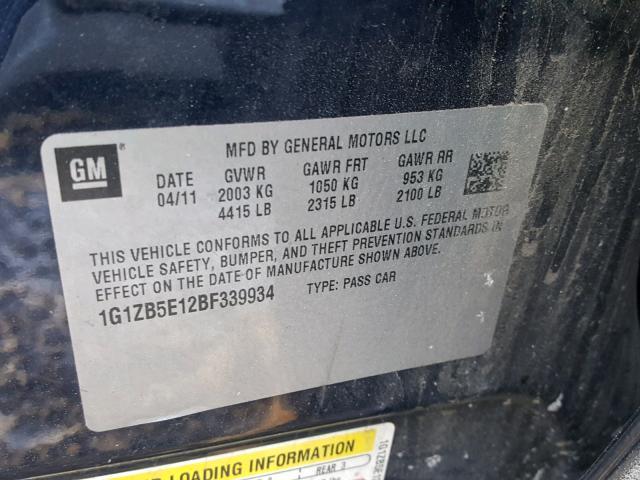 GM
MFD BY GENERAL MOTORS LLC
DATE GVWR GAWR FRT GAWR RR
04/11 2003 KG 1050 KG 953 KG
4415 LB 2315 LB 2100 LB
THIS VEHICLE CONFORMS TO ALL APPLICABLE U.S. FEDERAL MOTOR
VEHICLE SAFETY, BUMPER, AND THEFT PREVENTION STANDARDS IN
EFFECT ON THE DATE OF MANUFACTURE SHOWN ABOVE.
1G1ZB5E12BF339934 TYPE: PASS CAR
LOADING INFORMATION
REAR 3